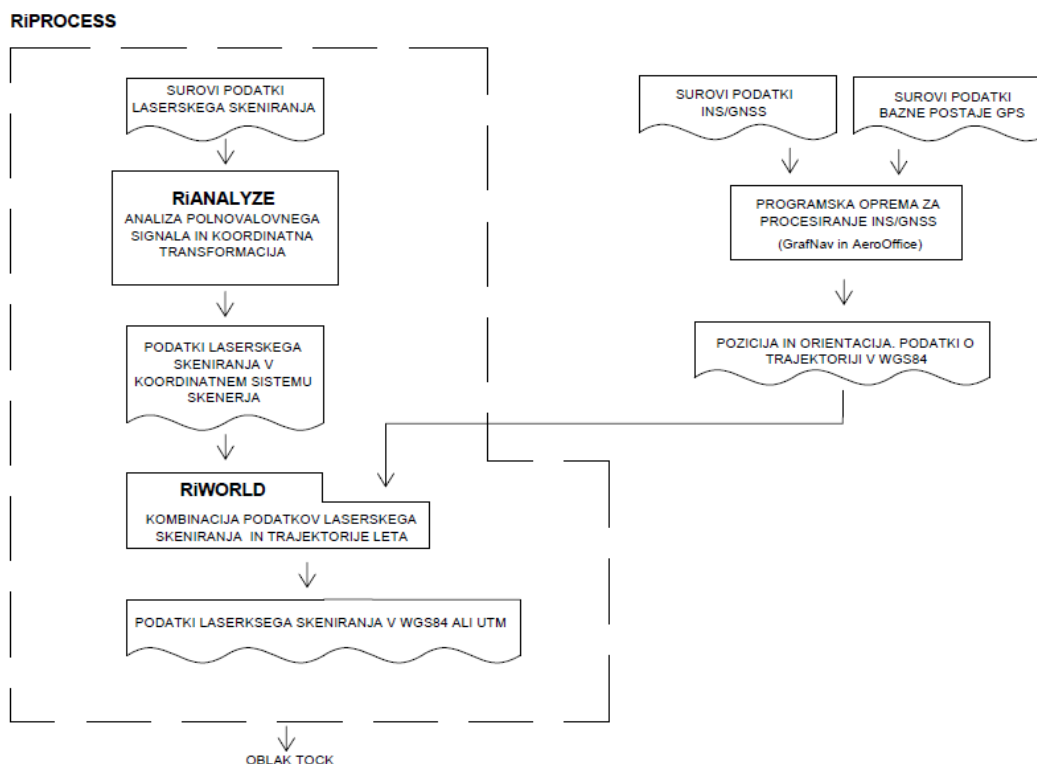 RiPROCESS
SUROVI PODATKI
LASERSKEGA SKENIRANJA
RiANALYZE
ANALIZA POLNOVALOVNEGA
SIGNALA IN KOORDINATNA
TRANSFORMACIJA
PODATKI LASERSKEGA
SKENIRANJA V
KOORDINATNEM SISTEMU
SKENERJA
RiWORLD
KOMBINACIJA PODATKOV LASERSKEGA
SKENIRANJA IN TRAJEKTORIJE LETA
PODATKI LASERKSEGA SKENIRANJA V WGS84 ALI UTM
OBLAK TOCK
SUROVI PODATKI
INS/GNSS
SUROVI PODATKI
BAZNE POSTAJE GPS
PROGRAMSKA OPREMA ZA
PROCESIRANJE INS/GNSS
(GrafNav in AeroOffice)
POZICIJA IN ORIENTACIJA. PODATKI O
TRAJEKTORIJI V WGS84